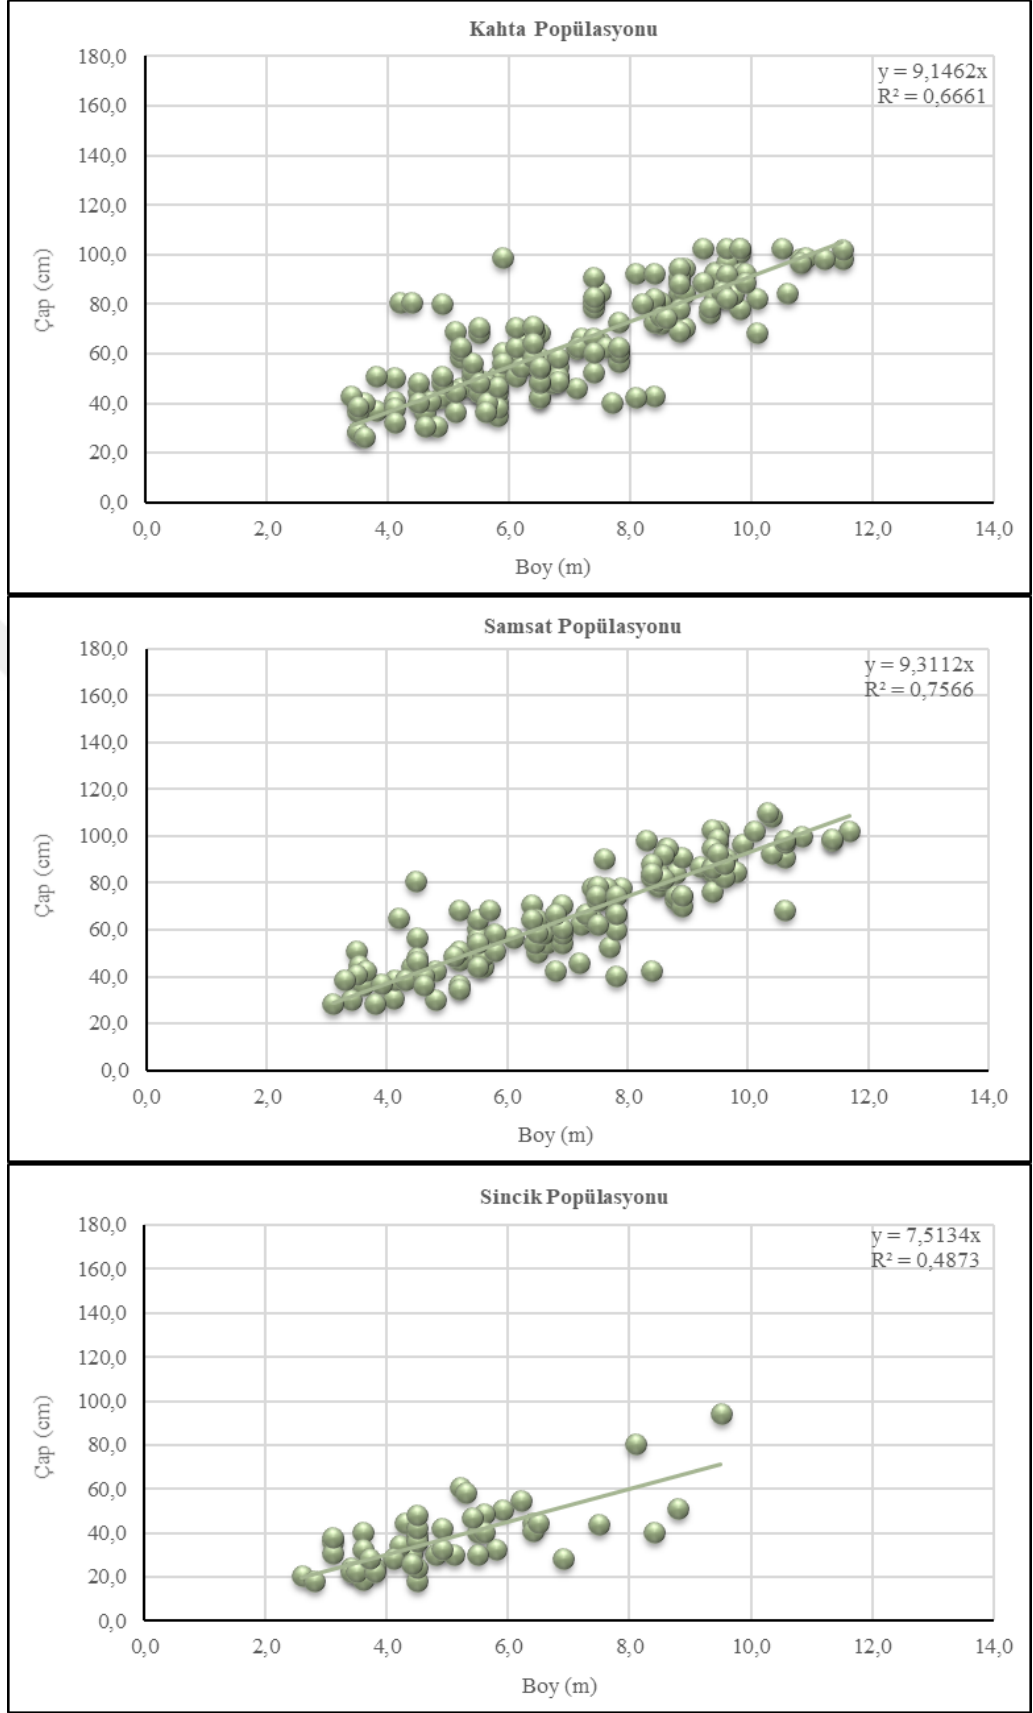 Kahta Popülasyonu
180,0
y = 9,1462x
R² = 0,6661
160,0
140,0
120,0
100,0
80,0
60,0
40,0
20,0
0,0
Çap (cm)
0,0 2,0 4,0 6,0 8,0 10,0 12,0 14,0
Boy (m)
Samsat Popülasyonu
180,0
y = 9,3112x
R² = 0,7566
160,0
140,0
120,0
100,0
80,0
60,0
40,0
20,0
0,0
Çap (cm)
0,0 2,0 4,0 6,0 8,0 10,0 12,0 14,0
Boy (m)
Sincik Popülasyonu
180,0
y = 7,5134x
R² = 0,4873
160,0
140,0
120,0
100,0
80,0
60,0
40,0
20,0
0,0
Çap (cm)
0,0 2,0 4,0 6,0 8,0 10,0 12,0 14,0
Boy (m)